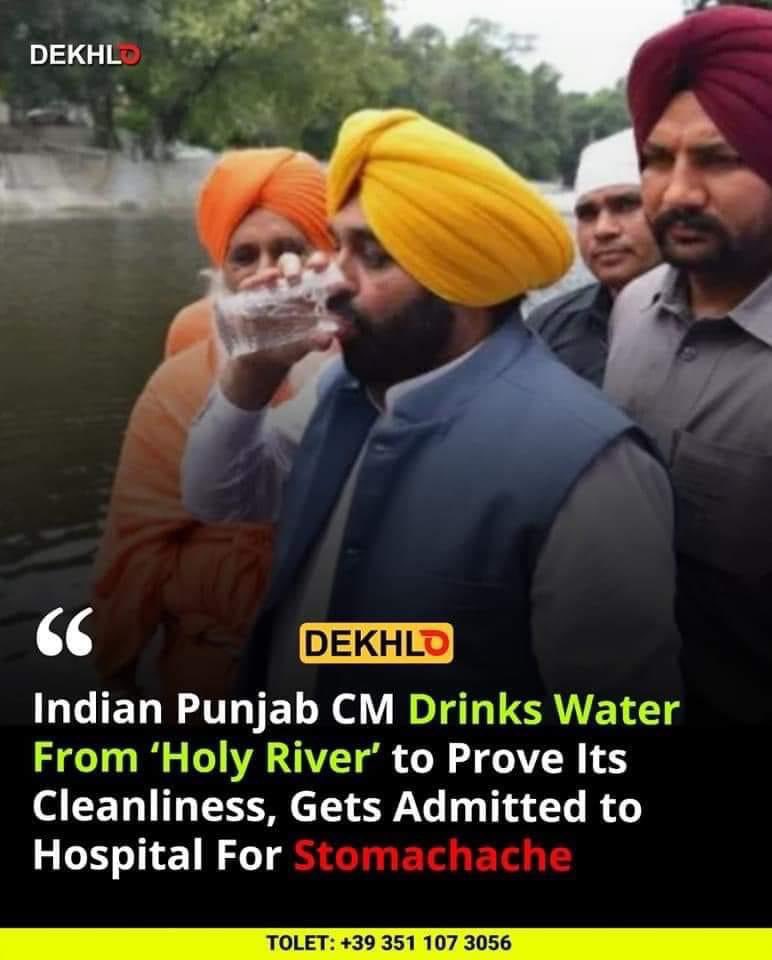 DEKHLO
“
DEKHLO
Indian Punjab CM Drinks Water
From ‘Holy River’ to Prove Its
Cleanliness, Gets Admitted to
Hospital For Stomachache
TOLET: +39 351 107 3056